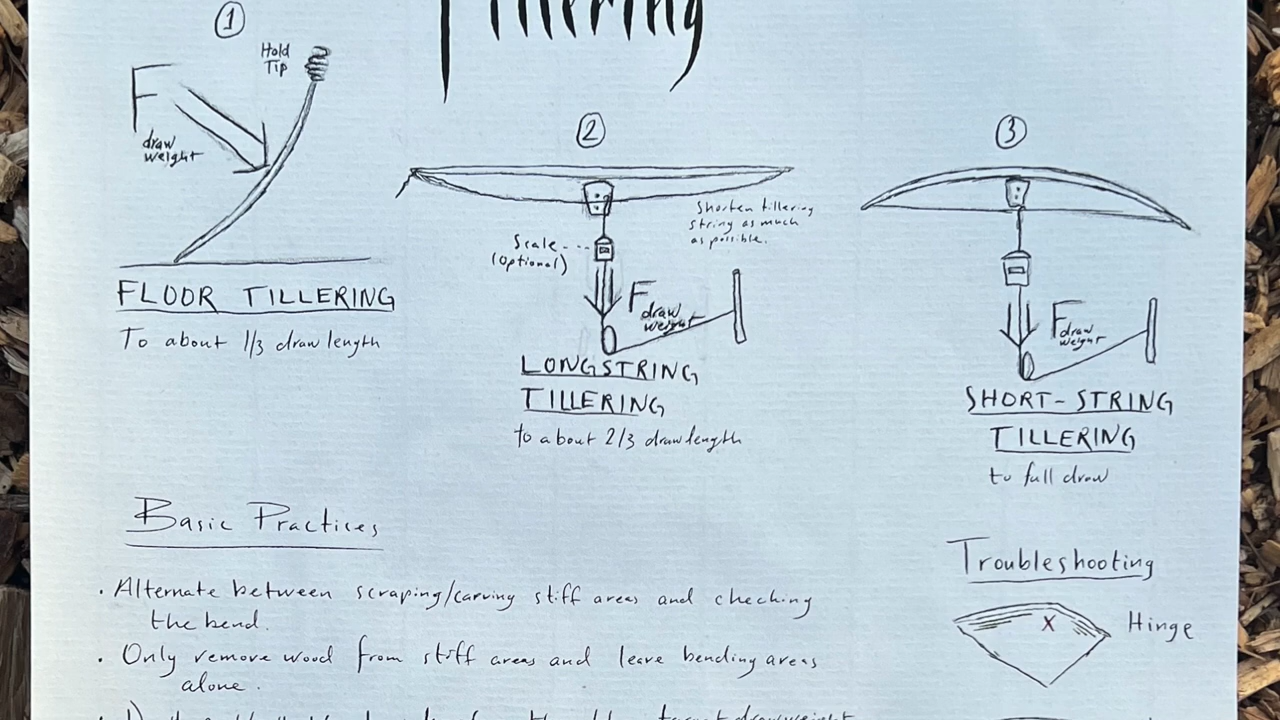 Tillering
1
Hold
Tip
F
draw
weight
FLOOR TILLERING
To about 1/3 draw length
2
Shorten tillering
string as much
as possible.
Scale
(optional)
F
draw
weight
LONGSTRING
TILLERING
to about 2/3 draw length
3
F
draw
weight
SHORT-STRING
TILLERING
to full draw
Basic Practices
• Alternate between scraping/carving stiff areas and checking
the bend.
• Only remove wood from stiff areas and leave bending areas
alone.
Troubleshooting
X
Hinge